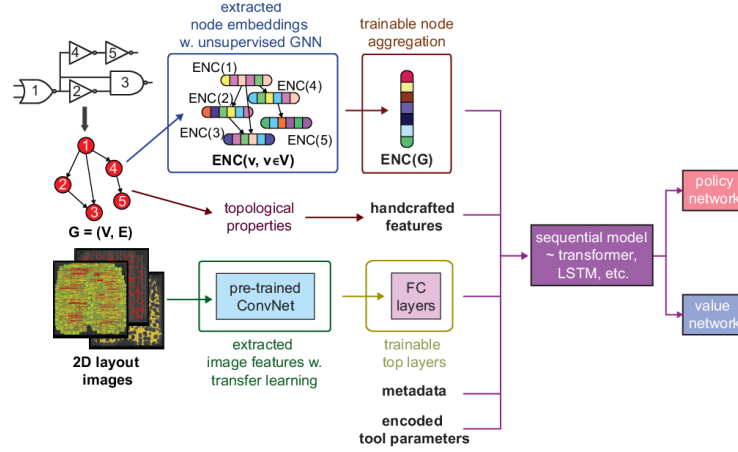 extracted
node embeddings
w. unsupervised GNN
trainable node
aggregation
4
5
1
2
3
ENC(1)
ENC(2)
ENC(4)
ENC(3)
ENC(5)
ENC(v, v∈V)
ENC(G)
1
2
4
3
5
G = (V, E)
topological
properties
handcrafted
features
policy
network
sequential model
~ transformer,
LSTM, etc.
value
network
pre-trained
ConvNet
FC
layers
2D layout
images
extracted
image features w.
transfer learning
trainable
top layers
metadata
encoded
tool parameters